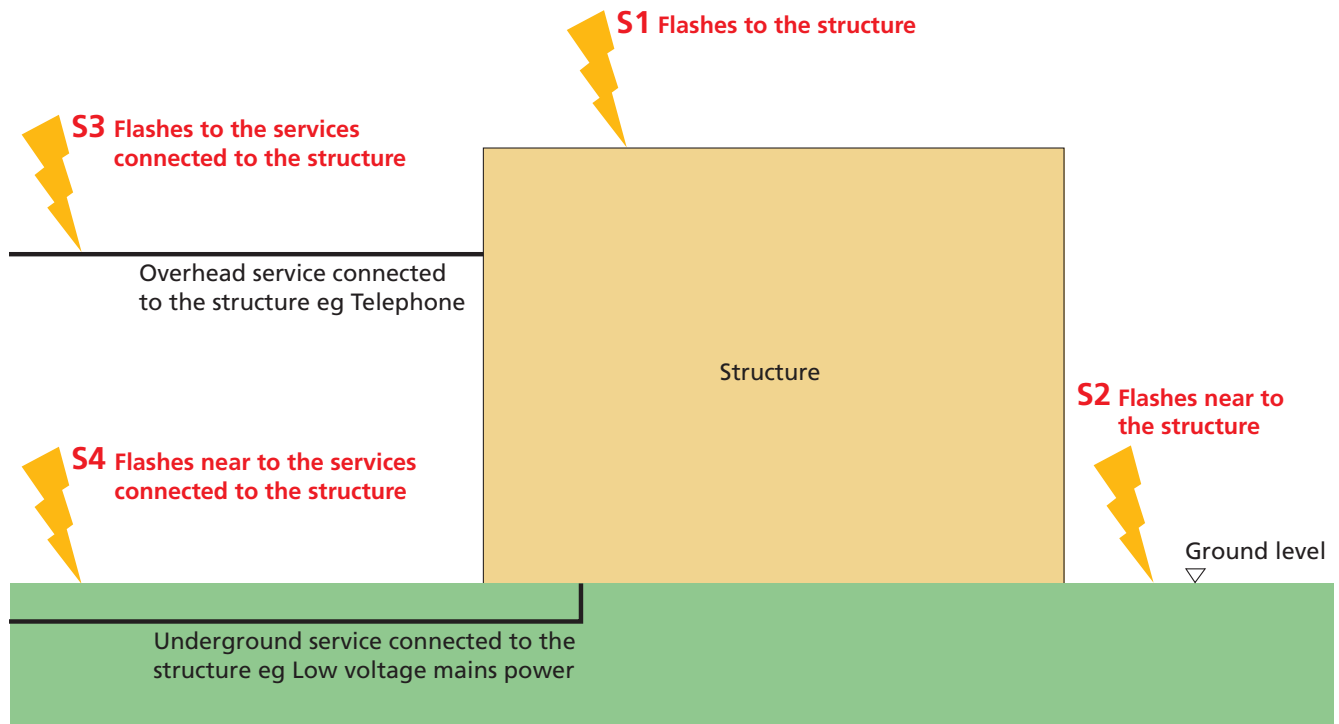 S1 Flashes to the structure
S3 Flashes to the services
connected to the structure
Overhead service connected
to the structure eg Telephone
Structure
S2 Flashes near to
the structure
S4 Flashes near to the services
connected to the structure
Ground level
Underground service connected to the
structure eg Low voltage mains power